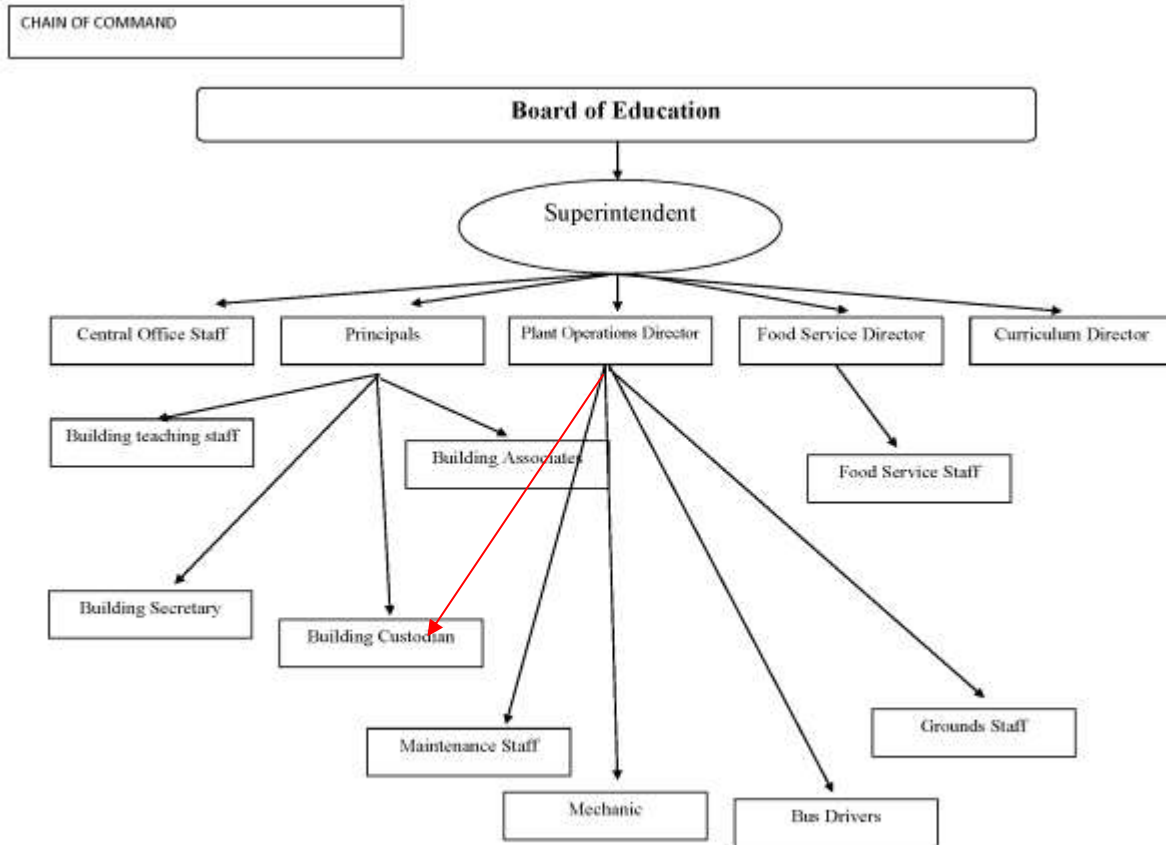 CHAIN OF COMMAND
Board of Education
Superintendent
Central Office Staff
Principals
Plant Operations Director
Food Service Director
Curriculum Director
Building teaching staff
Building Associates
Food Service Staff
Building Secretary
Building Custodian
Grounds Staff
Maintenance Staff
Mechanic
Bus Drivers